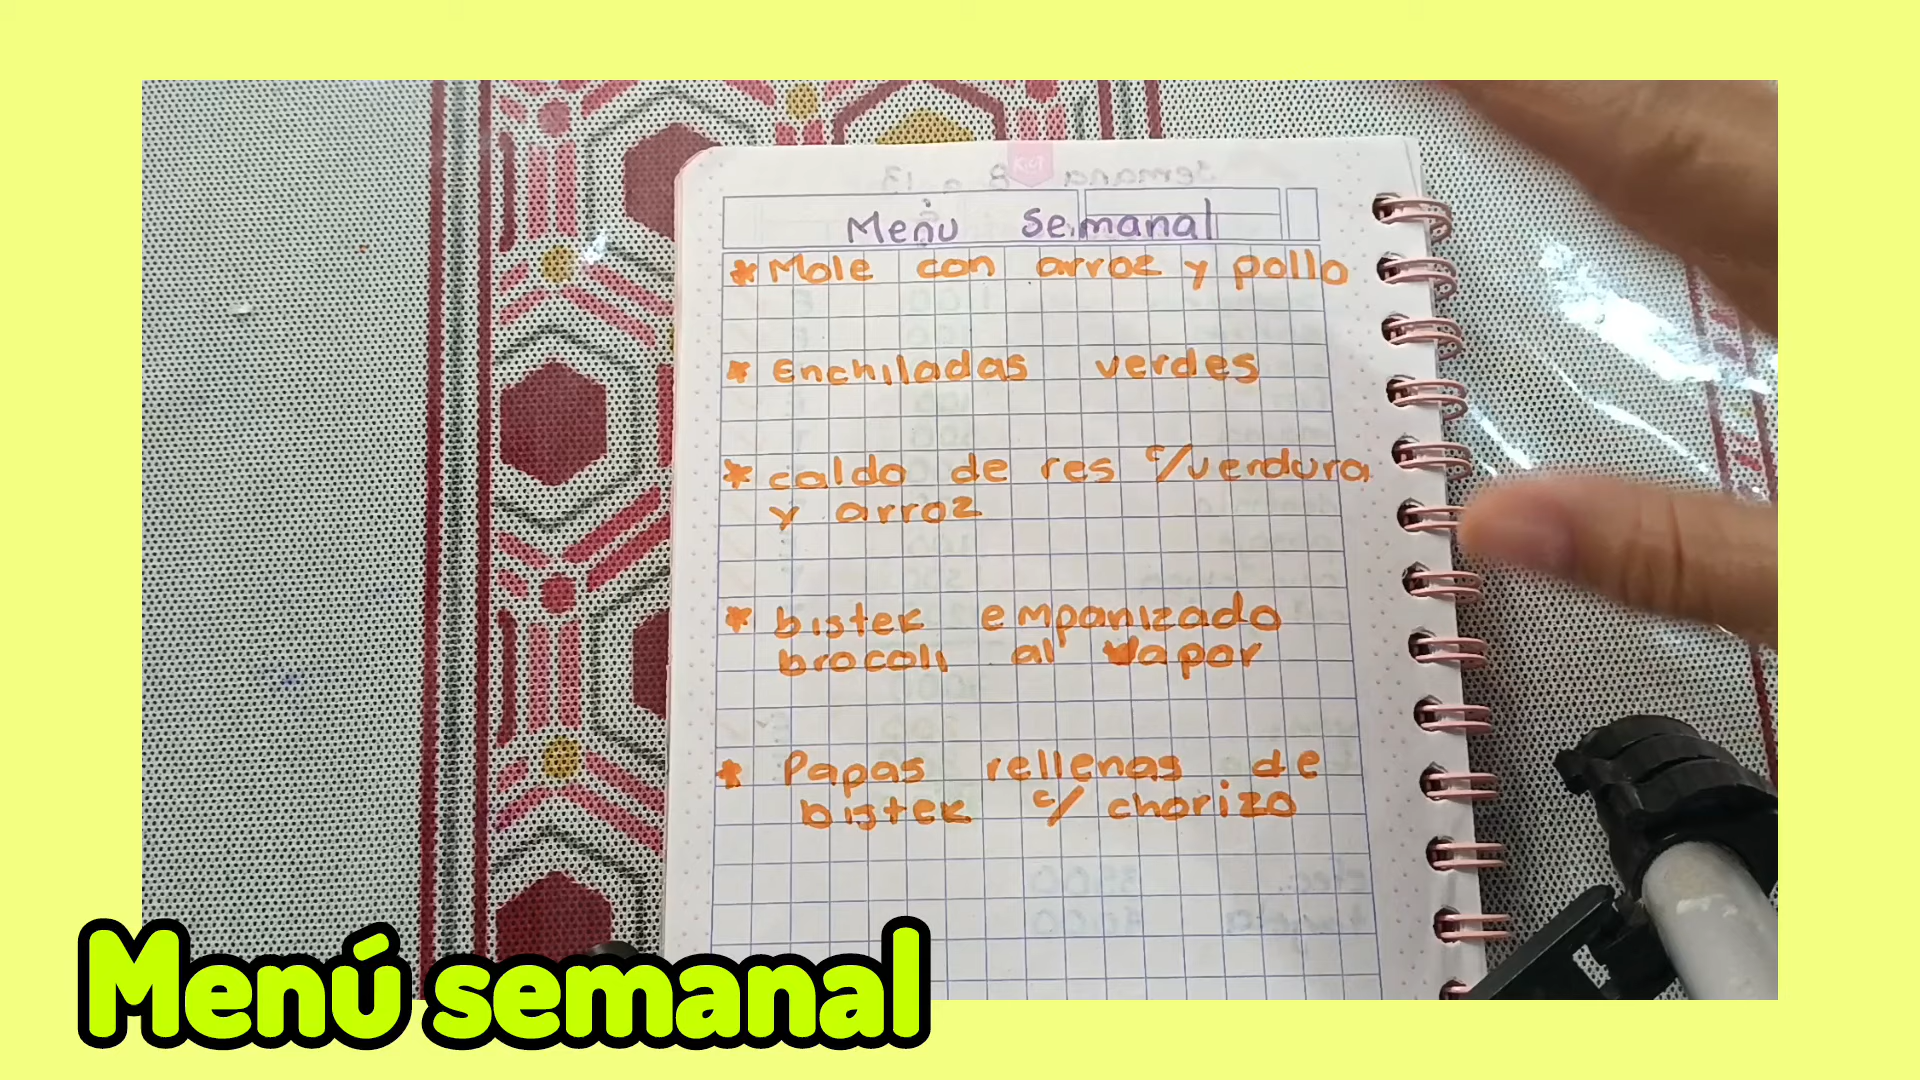 Menu Semanal
* Mole con arroz y pollo
* Enchiladas verdes
* caldo de res c/verdura
y arroz
* bistek empanizado
brocoli al vapor
* Papas rellenas de
bistek c/ chorizo
Menú semanal